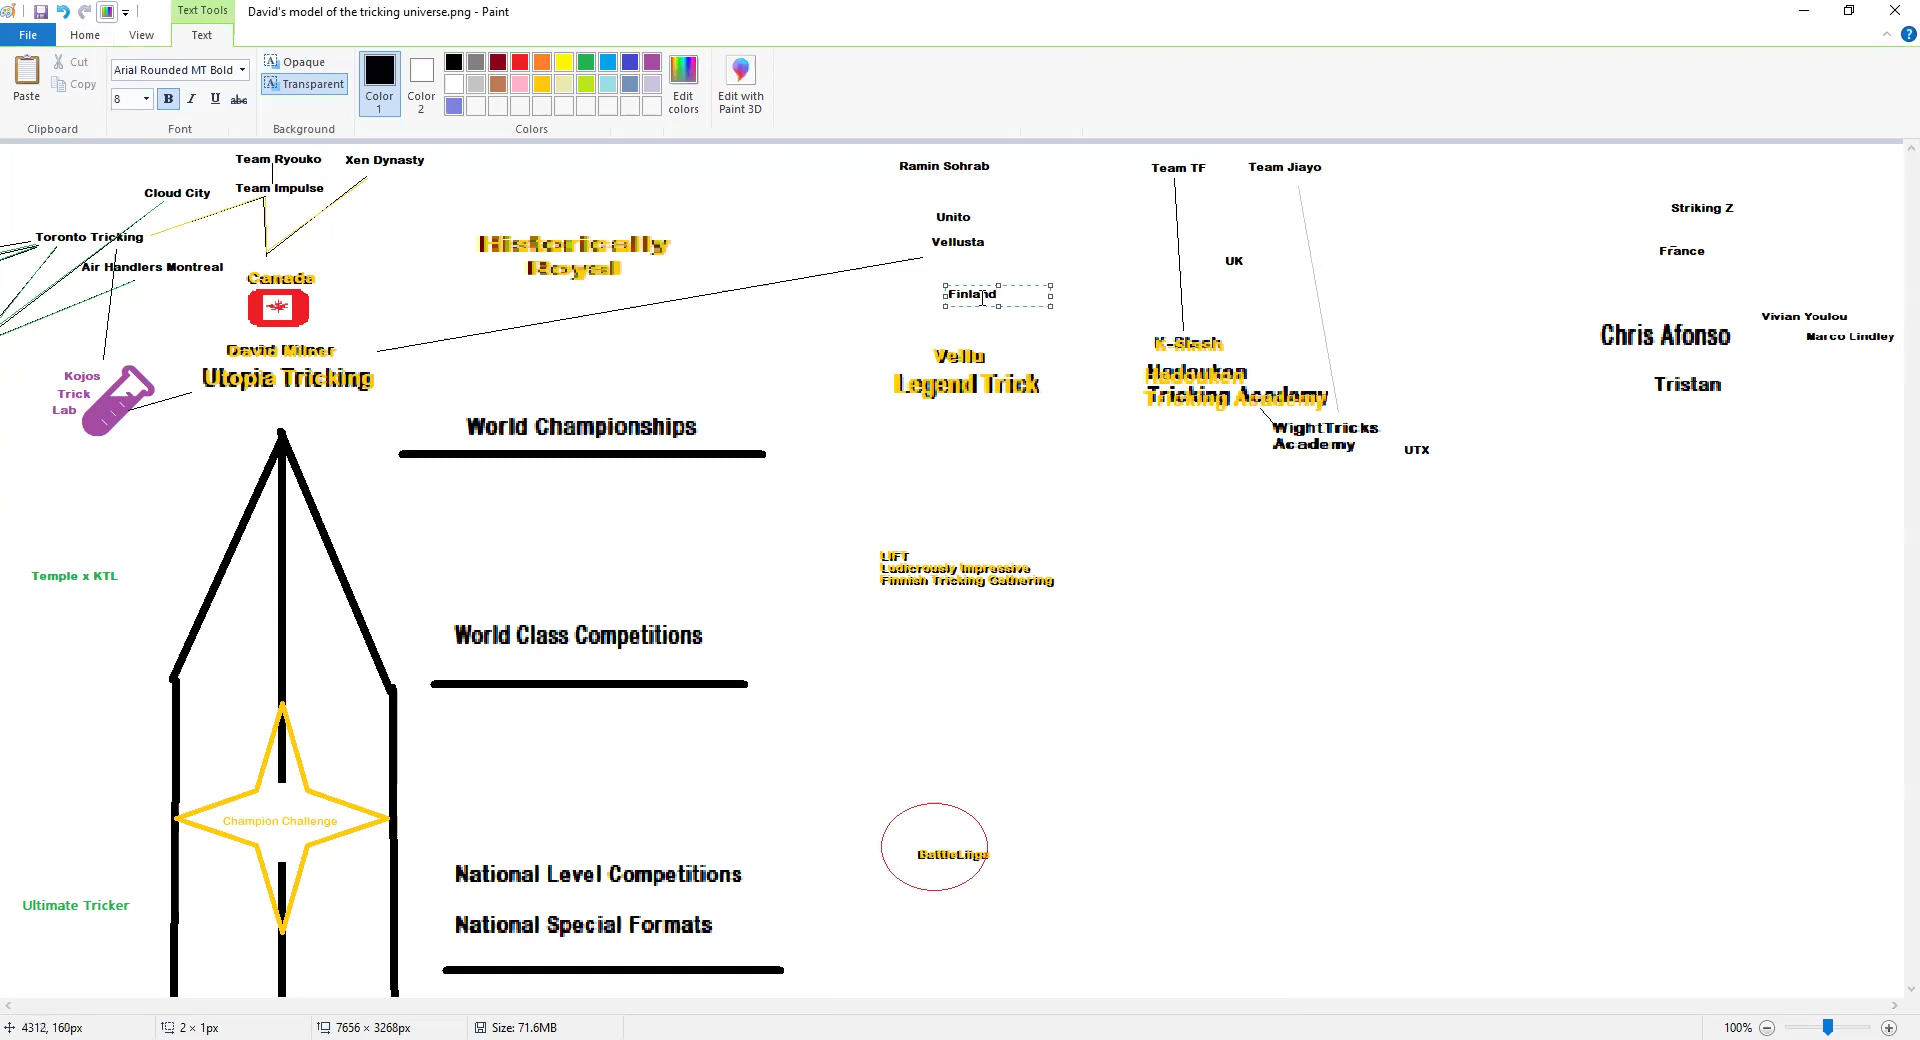 Text Tools
David's model of the tricking universe.png - Paint
File
Home
View
Text
Paste
Cut
Copy
Clipboard
Arial Rounded MT Bold
8
B
I
U
abc
Font
Opaque
Transparent
Background
Color
1
Color
2
Edit
colors
Edit with
Paint 3D
Colors
Team Ryouko
Xen Dynasty
Team Impulse
Cloud City
Toronto Tricking
Air Handlers Montreal
Canada
David Milner
Utopia Tricking
Kojos
Trick
Lab
Historically
Royal
Ramin Sohrab
Unito
Vellusta
Finland
Vellu
Legend Trick
Team TF
Team Jiayo
UK
K-Slash
Hadouken
Tricking Academy
WightTricks
Academy
UTX
Striking Z
France
Vivian Youlou
Marco Lindley
Chris Afonso
Tristan
World Championships
Temple x KTL
LIFT
Ludicrously Impressive
Finnish Tricking Gathering
World Class Competitions
Champion Challenge
BattleLiiga
National Level Competitions
Ultimate Tricker
National Special Formats
4312, 160px
2 × 1px
7656 × 3268px
Size: 71.6MB
100%